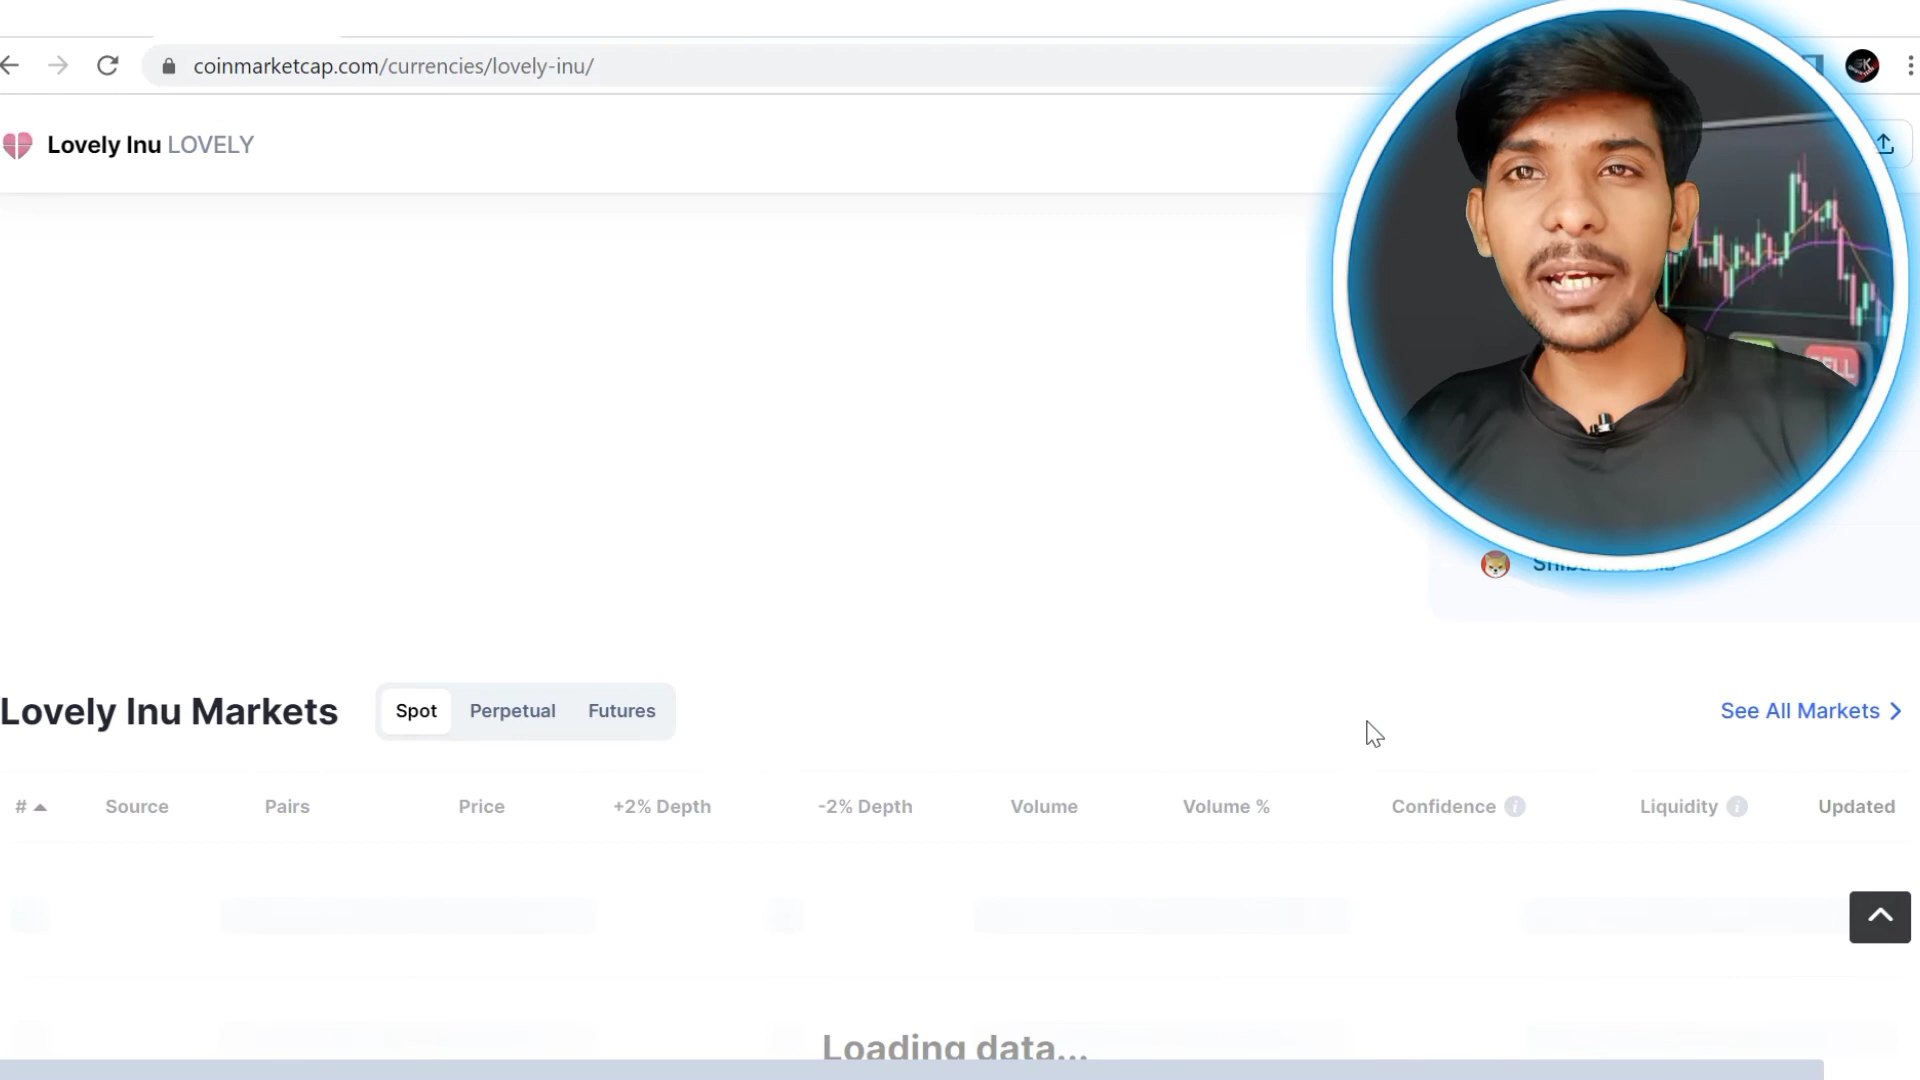 coinmarketcap.com/currencies/lovely-inu/
Lovely Inu LOVELY
Lovely Inu Markets
Spot Perpetual Futures
See All Markets
# Source Pairs Price +2% Depth -2% Depth Volume Volume % Confidence Liquidity Updated
Loading data...